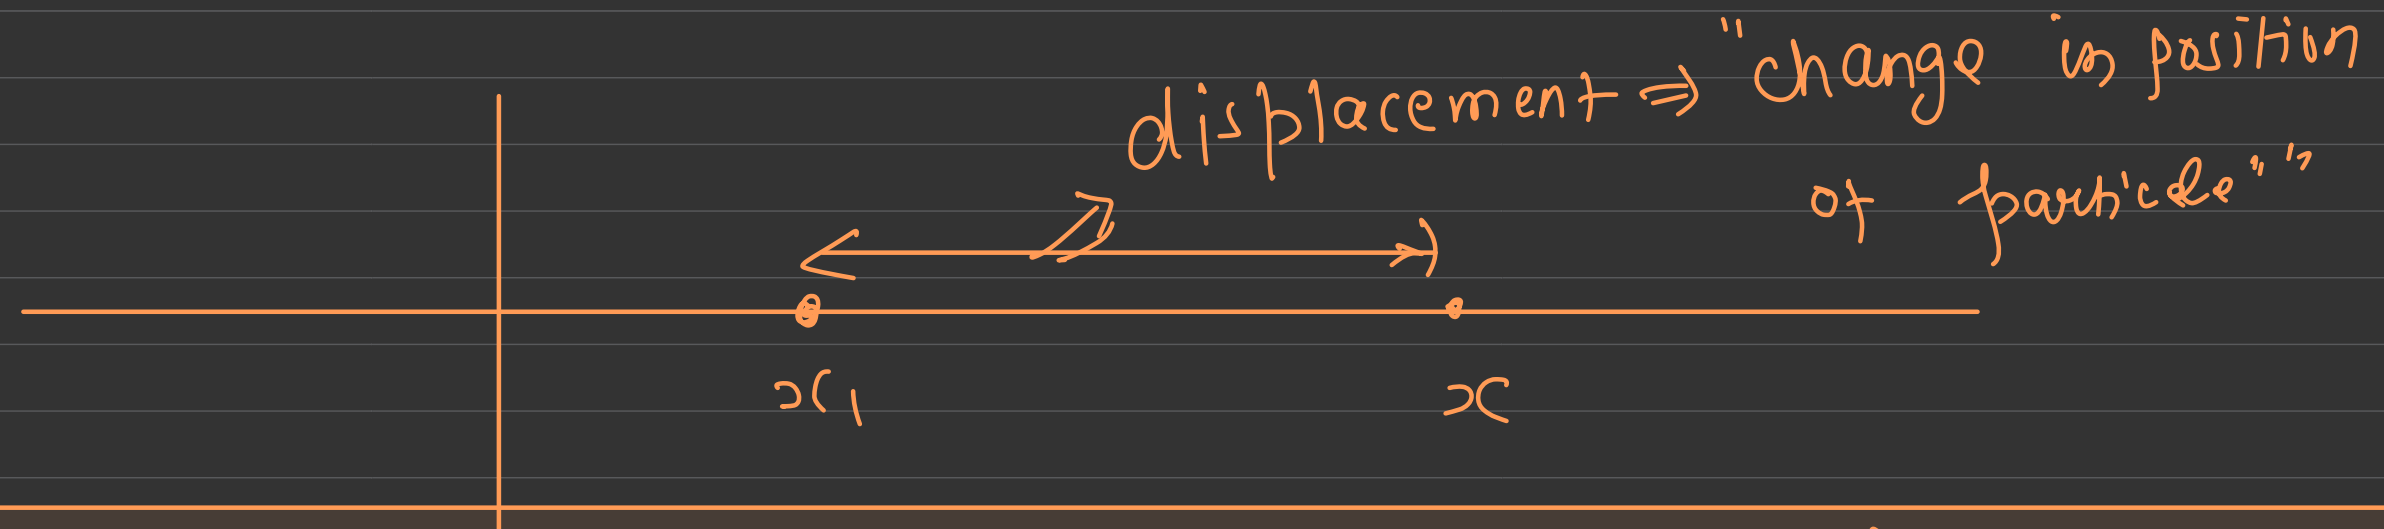 displacement ⇒ "change in position
of particle""
x₁
x